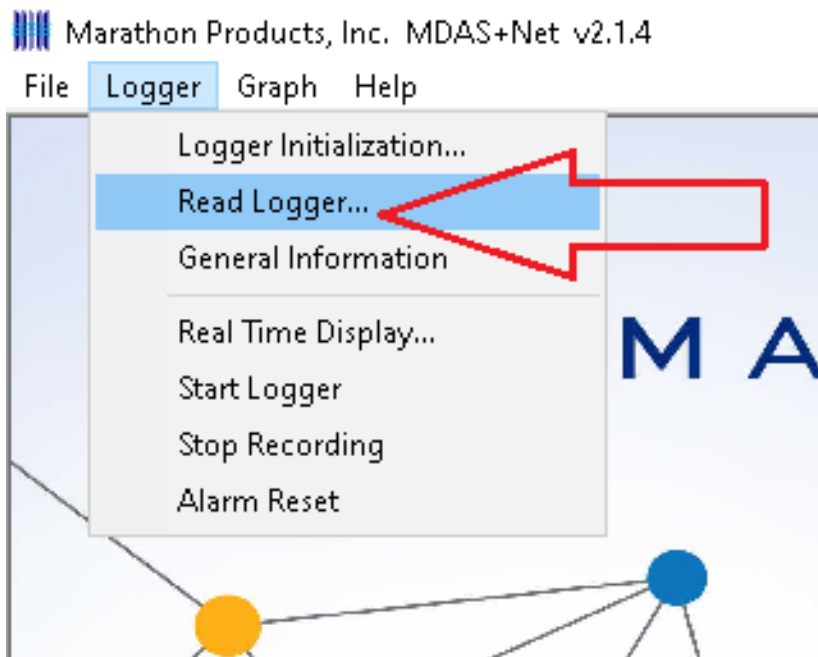 Marathon Products, Inc. MDAS+Net v2.1.4
File Logger Graph Help
Logger Initialization...
Read Logger...
General Information
Real Time Display...
Start Logger
Stop Recording
Alarm Reset
M A